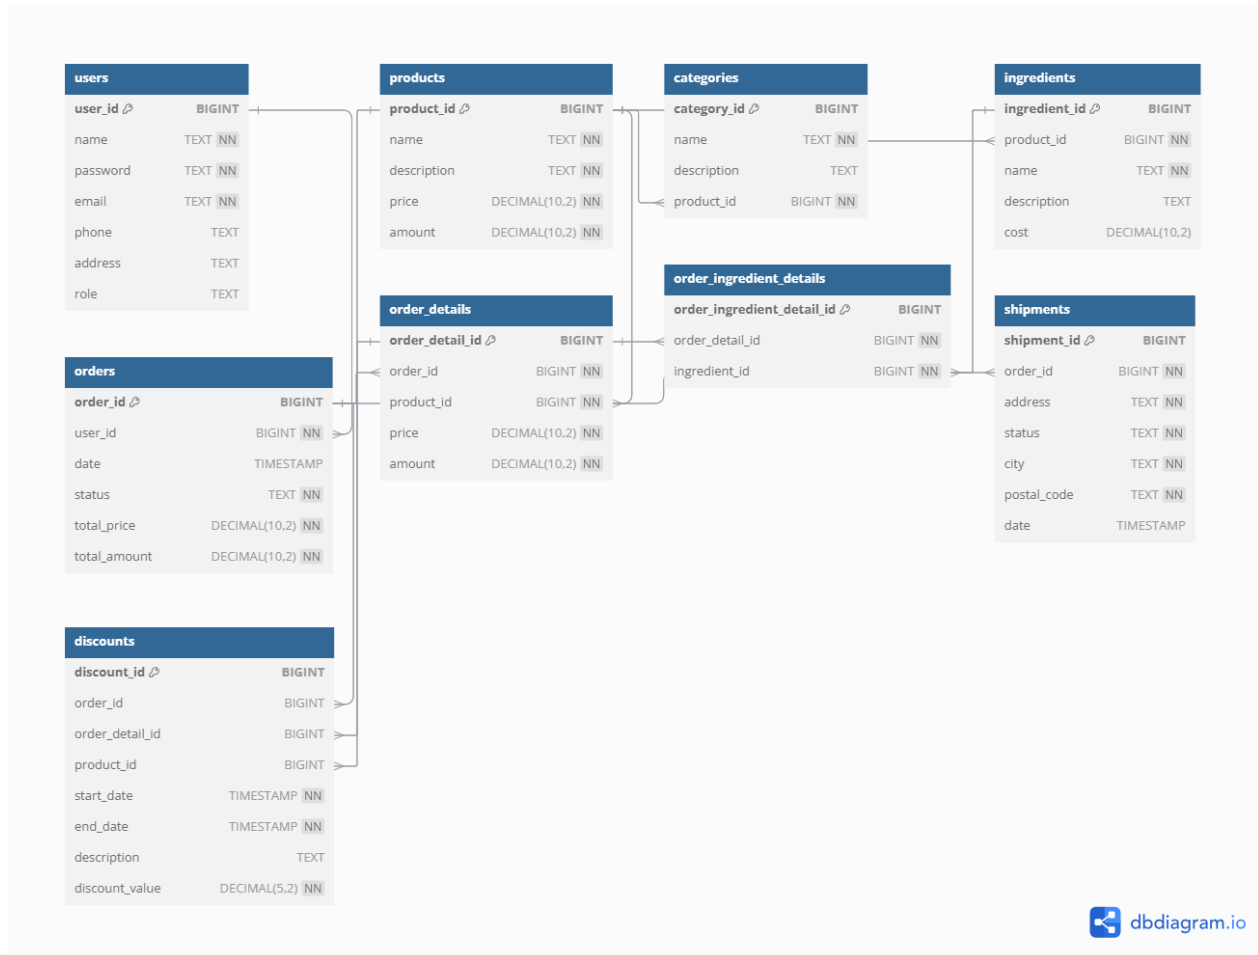 users
user_id BIGINT
name TEXT NN
password TEXT NN
email TEXT NN
phone TEXT
address TEXT
role TEXT
products
product_id BIGINT
name TEXT NN
description TEXT NN
price DECIMAL(10,2) NN
amount DECIMAL(10,2) NN
categories
category_id BIGINT
name TEXT NN
description TEXT
product_id BIGINT NN
ingredients
ingredient_id BIGINT
product_id BIGINT NN
name TEXT NN
description TEXT
cost DECIMAL(10,2)
orders
order_id BIGINT
user_id BIGINT NN
date TIMESTAMP
status TEXT NN
total_price DECIMAL(10,2) NN
total_amount DECIMAL(10,2) NN
order_details
order_detail_id BIGINT
order_id BIGINT NN
product_id BIGINT NN
price DECIMAL(10,2) NN
amount DECIMAL(10,2) NN
order_ingredient_details
order_ingredient_detail_id BIGINT
order_detail_id BIGINT NN
ingredient_id BIGINT NN
shipments
shipment_id BIGINT
order_id BIGINT NN
address TEXT NN
status TEXT NN
city TEXT NN
postal_code TEXT NN
date TIMESTAMP
discounts
discount_id BIGINT
order_id BIGINT
order_detail_id BIGINT
product_id BIGINT
start_date TIMESTAMP NN
end_date TIMESTAMP NN
description TEXT
discount_value DECIMAL(5,2) NN
dbdiagram.io